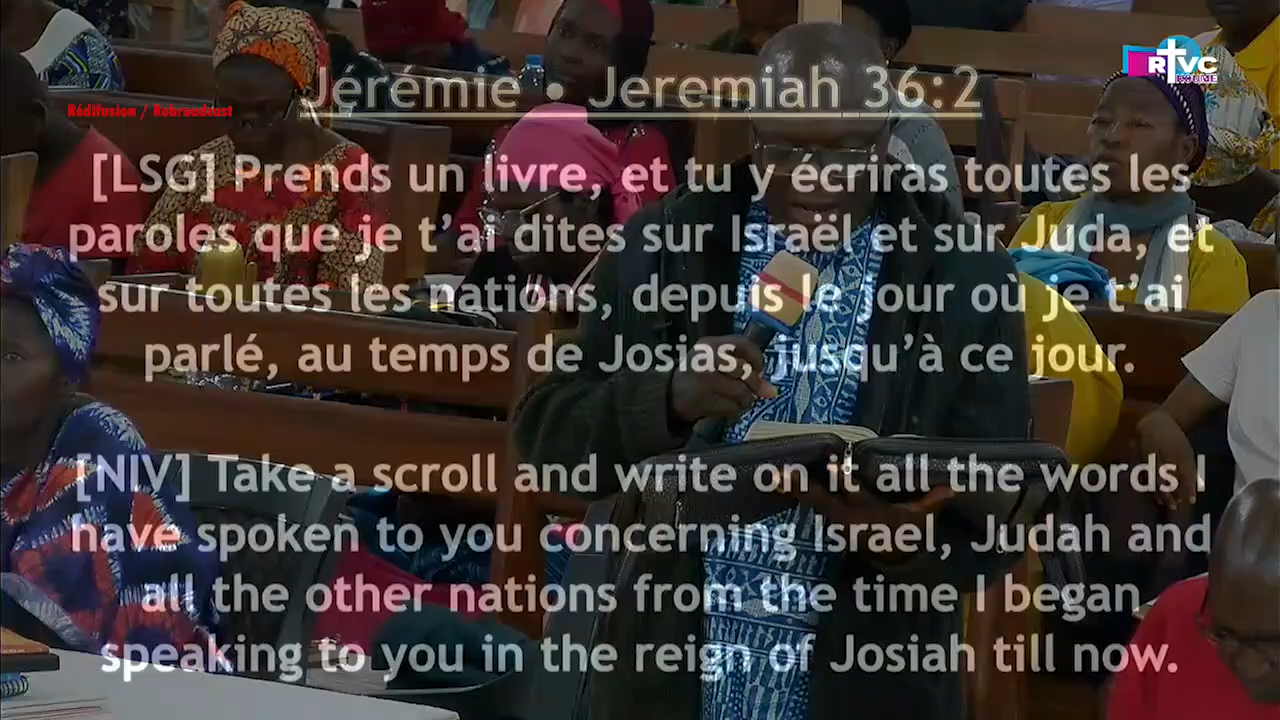 RTVC
Jérémie • Jeremiah 36:2
Rédifusion / Rebroadcast
[LSG] Prends un livre, et tu y écriras toutes les
paroles que je t’ai dites sur Israël et sur Juda, et
sur toutes les nations, depuis le jour où je t’ai
parlé, au temps de Josias, jusqu’à ce jour.
[NIV] Take a scroll and write on it all the words I
have spoken to you concerning Israel, Judah and
all the other nations from the time I began
speaking to you in the reign of Josiah till now.